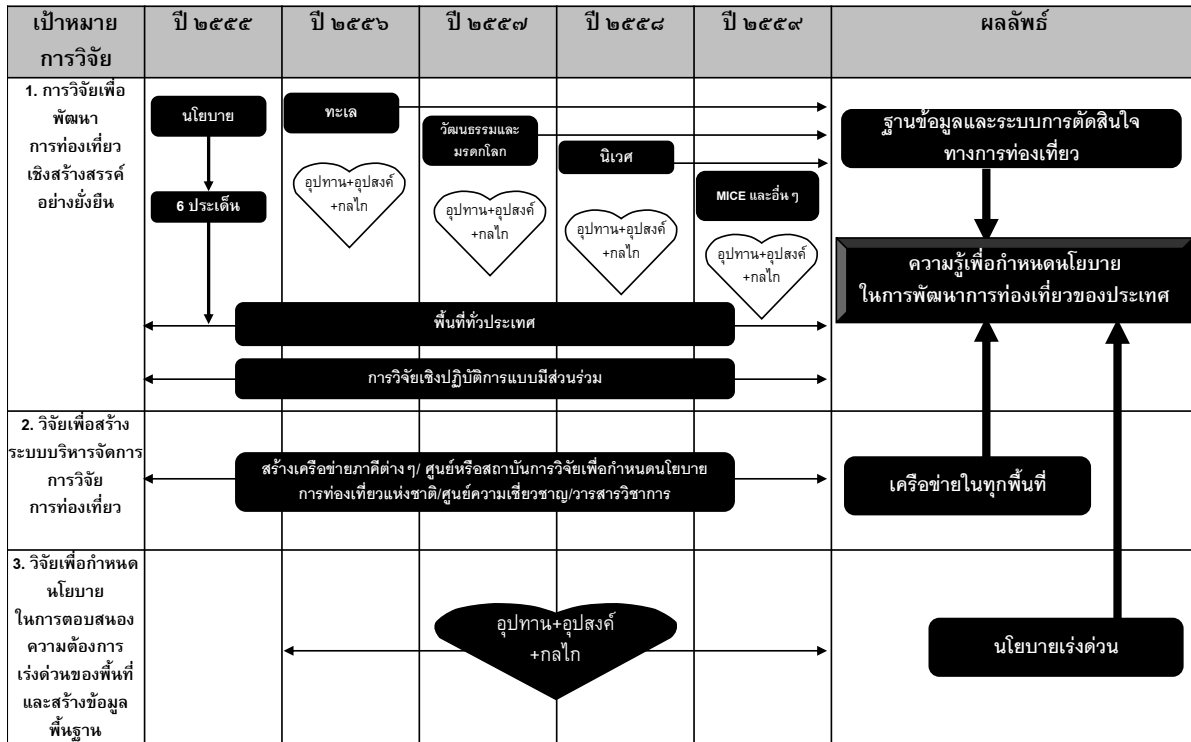 เป้าหมาย
การวิจัย
ปี ๒๕๕๕
ปี ๒๕๕๖
ปี ๒๕๕๗
ปี ๒๕๕๘
ปี ๒๕๕๙
ผลลัพธ์
1. การวิจัยเพื่อ
พัฒนา
การท่องเที่ยว
เชิงสร้างสรรค์
อย่างยั่งยืน
นโยบาย
6 ประเด็น
ทะเล
อุปทาน+อุปสงค์
+กลไก
วัฒนธรรมและ
มรดกโลก
อุปทาน+อุปสงค์
+กลไก
นิเวศ
อุปทาน+อุปสงค์
+กลไก
MICE และอื่น ๆ
อุปทาน+อุปสงค์
+กลไก
พื้นที่ทั่วประเทศ
การวิจัยเชิงปฏิบัติการแบบมีส่วนร่วม
ฐานข้อมูลและระบบการตัดสินใจ
ทางการท่องเที่ยว
ความรู้เพื่อกำหนดนโยบาย
ในการพัฒนาการท่องเที่ยวของประเทศ
2. วิจัยเพื่อสร้าง
ระบบบริหารจัดการ
การวิจัย
การท่องเที่ยว
สร้างเครือข่ายภาคีต่าง ๆ/ ศูนย์หรือสถาบันการวิจัยเพื่อกำหนดนโยบาย
การท่องเที่ยวแห่งชาติ/ศูนย์ความเชี่ยวชาญ/วารสารวิชาการ
เครือข่ายในทุกพื้นที่
3. วิจัยเพื่อกำหนด
นโยบาย
ในการตอบสนอง
ความต้องการ
เร่งด่วนของพื้นที่
และสร้างข้อมูล
พื้นฐาน
อุปทาน+อุปสงค์
+กลไก
นโยบายเร่งด่วน